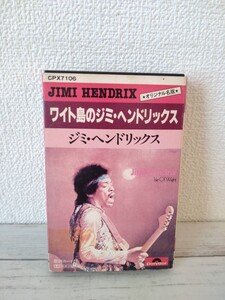 CPX7106
JIMI HENDRIX
★オリジナル名盤★
ワイト島のジミ・ヘンドリックス
ジミ・ヘンドリックス
polydor